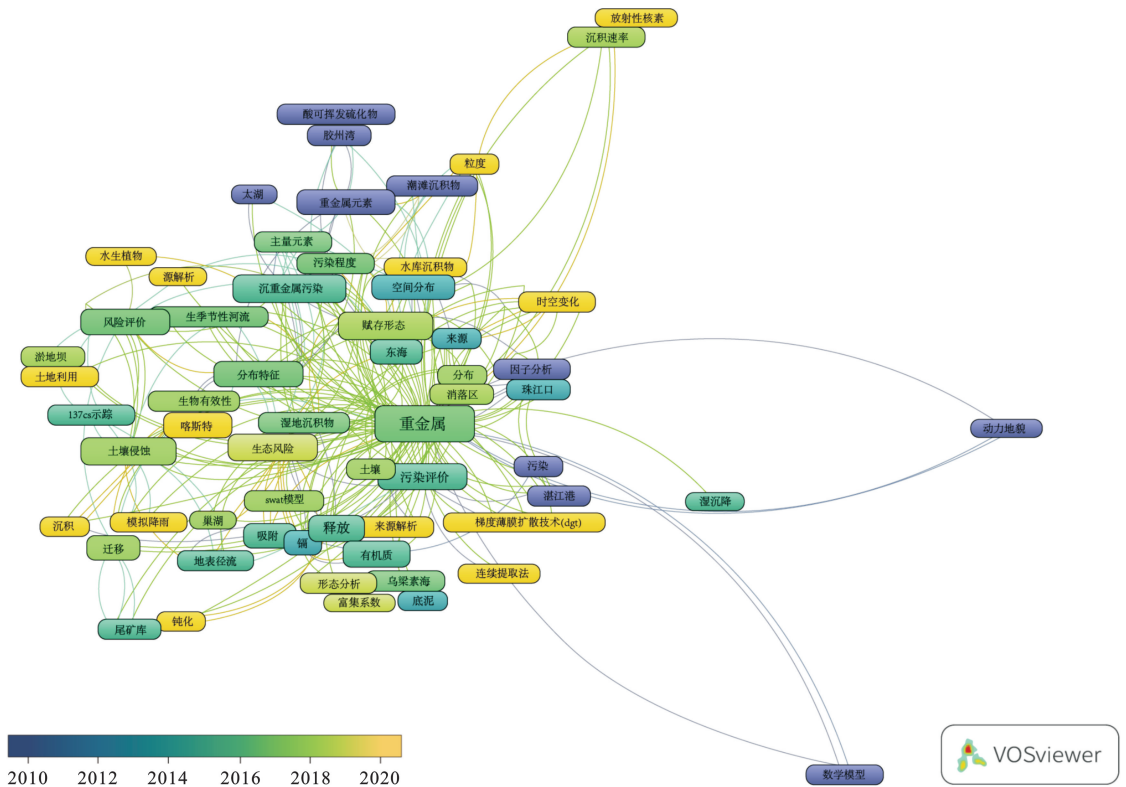 放射性核素
沉积速率
酸可挥发硫化物
胶州湾
粒度
潮滩沉积物
太湖
重金属元素
主量元素
水生植物
污染程度
水库沉积物
源解析
沉重金属污染
空间分布
时空变化
风险评价
生季节性河流
赋存形态
来源
东海
淤地坝
土地利用
分布特征
分布
因子分析
消落区
珠江口
生物有效性
137cs示踪
喀斯特
湿地沉积物
重金属
动力地貌
土壤侵蚀
生态风险
土壤
污染评价
污染
湛江港
swat模型
湿沉降
沉积
模拟降雨
巢湖
释放
来源解析
梯度薄膜扩散技术(dgt)
吸附
镉
迁移
地表径流
有机质
连续提取法
形态分析
乌梁素海
富集系数
底泥
尾矿库
钝化
数学模型
2010 2012 2014 2016 2018 2020
VOSviewer